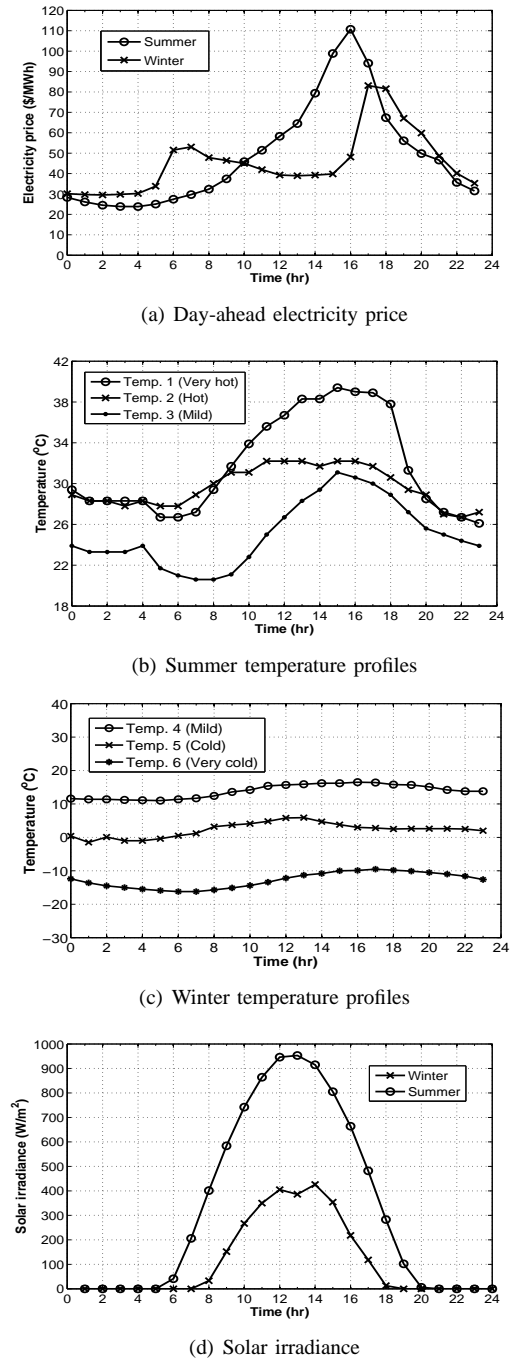 120
110
100
90
80
70
60
50
40
30
20
10
0
Electricity price ($/MWh)
Summer
Winter
0 2 4 6 8 10 12 14 16 18 20 22 24
Time (hr)
(a) Day-ahead electricity price
42
38
34
30
26
22
18
Temperature (°C)
Temp. 1 (Very hot)
Temp. 2 (Hot)
Temp. 3 (Mild)
0 2 4 6 8 10 12 14 16 18 20 22 24
Time (hr)
(b) Summer temperature profiles
40
30
20
10
0
−10
−20
−30
Temperature (°C)
Temp. 4 (Mild)
Temp. 5 (Cold)
Temp. 6 (Very cold)
0 2 4 6 8 10 12 14 16 18 20 22 24
Time (hr)
(c) Winter temperature profiles
1000
900
800
700
600
500
400
300
200
100
0
Solar irradiance (W/m²)
Winter
Summer
0 2 4 6 8 10 12 14 16 18 20 22 24
Time (hr)
(d) Solar irradiance